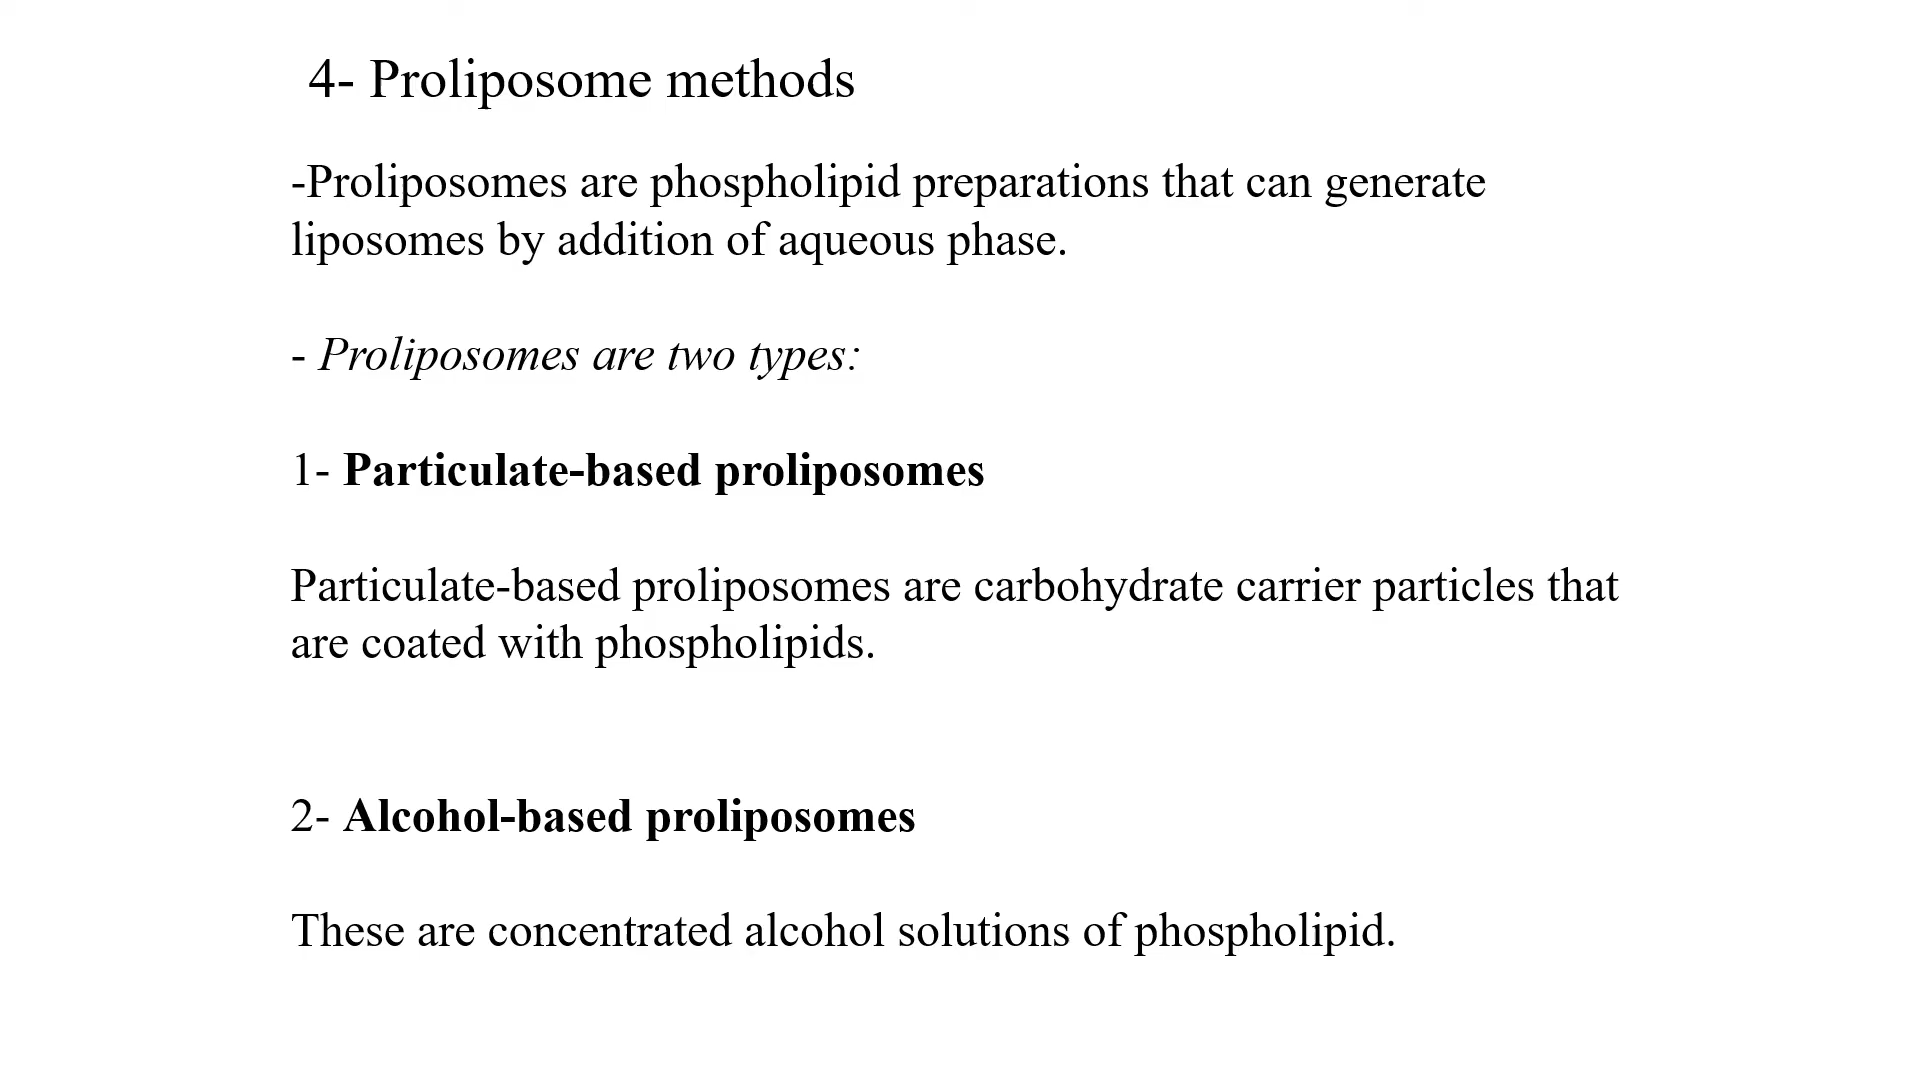 4- Proliposome methods
-Proliposomes are phospholipid preparations that can generate
liposomes by addition of aqueous phase.
- Proliposomes are two types:
1- Particulate-based proliposomes
Particulate-based proliposomes are carbohydrate carrier particles that
are coated with phospholipids.
2- Alcohol-based proliposomes
These are concentrated alcohol solutions of phospholipid.